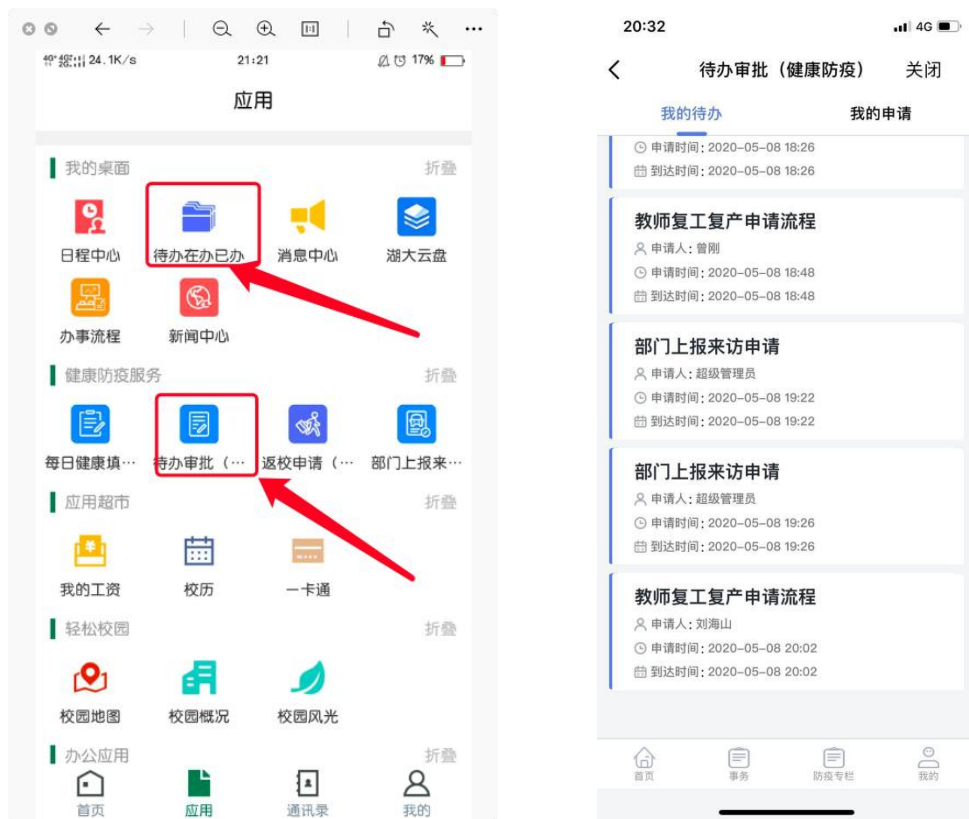 24.1K/s 21:21 17%
应用
我的桌面 折叠
日程中心 待办在办已办 消息中心 湖大云盘
办事流程 新闻中心
健康防疫服务 折叠
每日健康填… 待办审批（… 返校申请（… 部门上报来…
应用超市 折叠
我的工资 校历 一卡通
轻松校园 折叠
校园地图 校园概况 校园风光
办公应用 折叠
首页 应用 通讯录 我的
20:32 4G
待办审批（健康防疫） 关闭
我的待办 我的申请
申请时间：2020-05-08 18:26
到达时间：2020-05-08 18:26
教师复工复产申请流程
申请人：曾刚
申请时间：2020-05-08 18:48
到达时间：2020-05-08 18:48
部门上报来访申请
申请人：超级管理员
申请时间：2020-05-08 19:22
到达时间：2020-05-08 19:22
部门上报来访申请
申请人：超级管理员
申请时间：2020-05-08 19:26
到达时间：2020-05-08 19:26
教师复工复产申请流程
申请人：刘海山
申请时间：2020-05-08 20:02
到达时间：2020-05-08 20:02
首页 事务 防疫专栏 我的